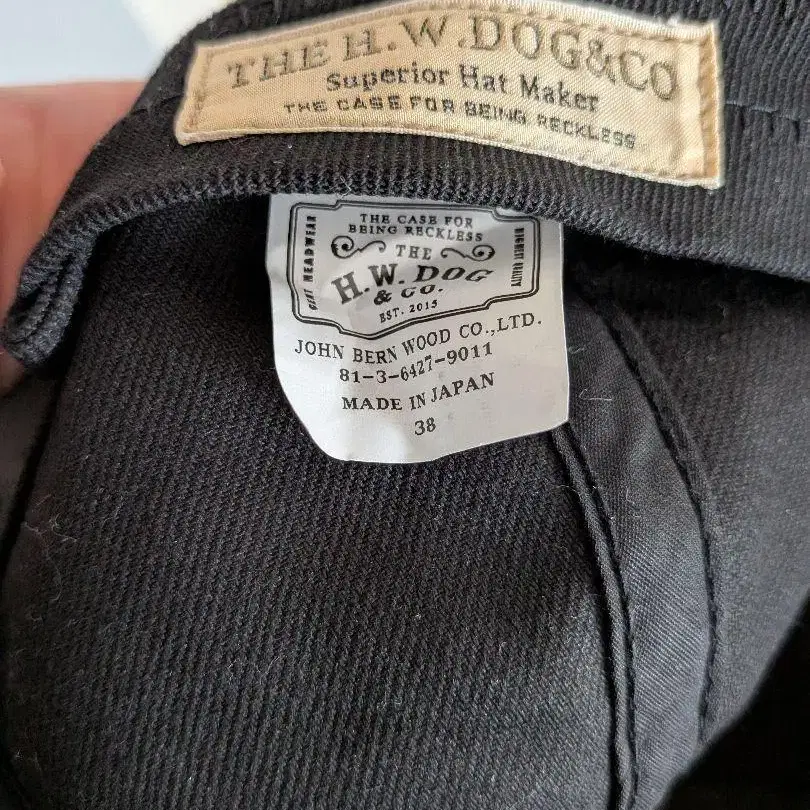 THE H.W.DOG&CO
Superior Hat Maker
THE CASE FOR BEING RECKLESS
THE CASE FOR
BEING RECKLESS
HEADWEAR
HIGHEST QUALITY
THE
H.W. DOG
& CO.
EST. 2015
JOHN BERN WOOD CO.,LTD.
81-3-6427-9011
MADE IN JAPAN
38